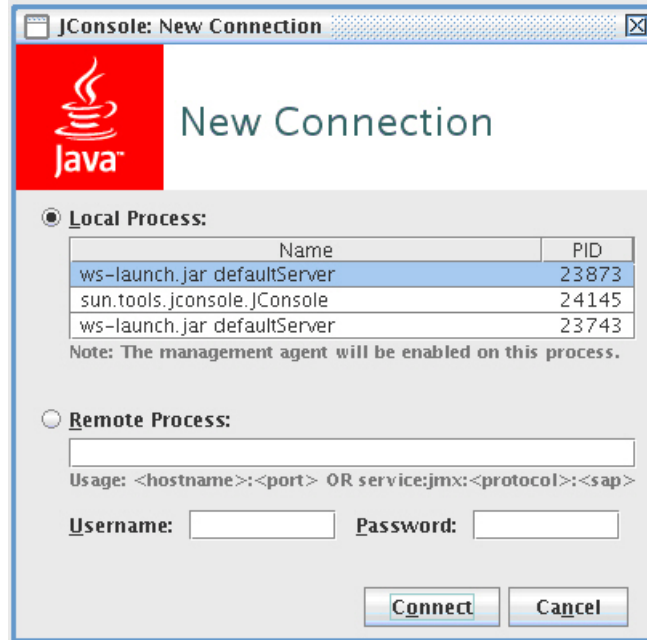 JConsole: New Connection
Java™
New Connection
Local Process:
Name PID
ws-launch.jar defaultServer 23873
sun.tools.jconsole.JConsole 24145
ws-launch.jar defaultServer 23743
Note: The management agent will be enabled on this process.
Remote Process:
Usage: <hostname>:<port> OR service:jmx:<protocol>:<sap>
Username: Password:
Connect Cancel